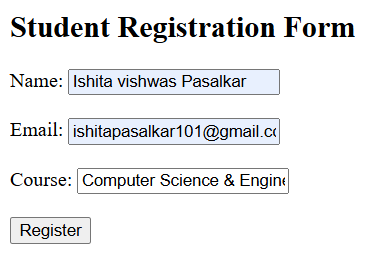 Student Registration Form
Name: Ishita vishwas Pasalkar
Email: ishitapasalkar101@gmail.co
Course: Computer Science & Engine
Register